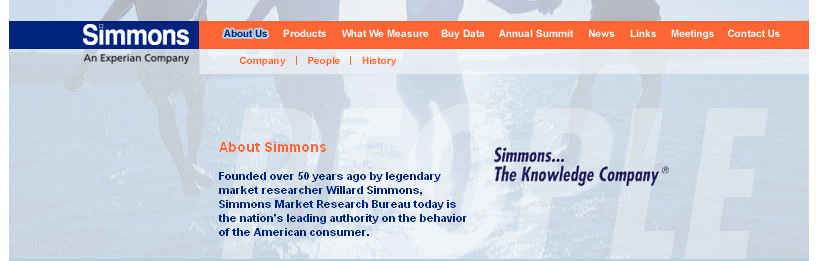 Simmons
An Experian Company
About Us Products What We Measure Buy Data Annual Summit News Links Meetings Contact Us
Company | People | History
PEOPLE
About Simmons
Founded over 50 years ago by legendary
market researcher Willard Simmons,
Simmons Market Research Bureau today is
the nation's leading authority on the behavior
of the American consumer.
Simmons...
The Knowledge Company ®